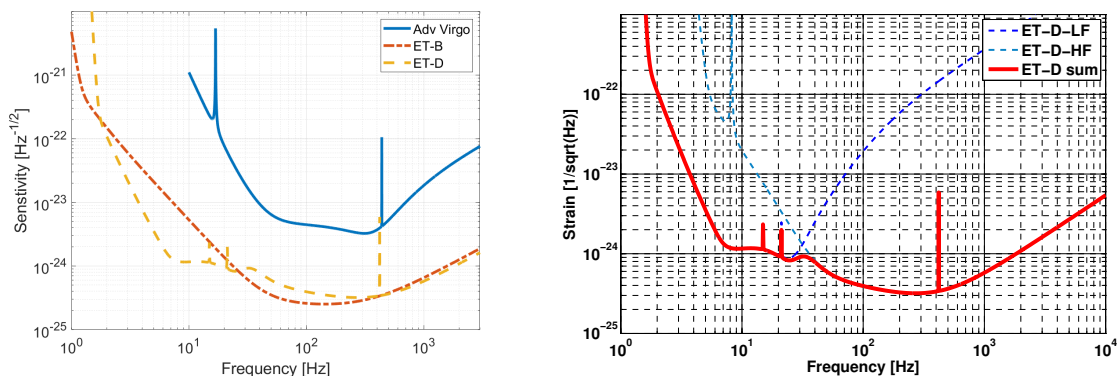 Adv Virgo
ET-B
ET-D
10^-21
10^-22
10^-23
10^-24
10^-25
Senstivity [Hz^-1/2]
10^0 10^1 10^2 10^3
Frequency [Hz]
ET-D-LF
ET-D-HF
ET-D sum
10^-22
10^-23
10^-24
10^-25
Strain [1/sqrt(Hz)]
10^0 10^1 10^2 10^3 10^4
Frequency [Hz]